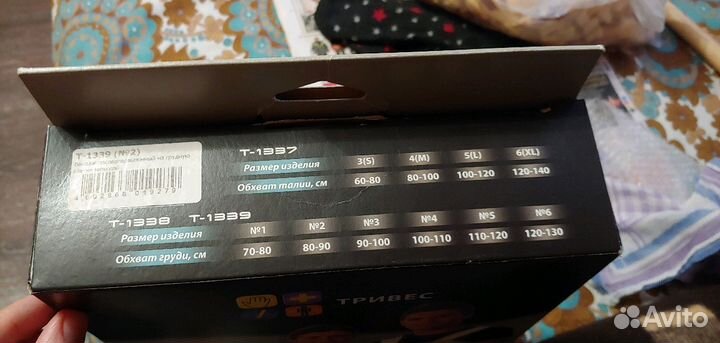 Т-1339 (№2)
Т-1337
Размер изделия 3(S) 4(M) 5(L) 6(XL)
Обхват талии, см 60-80 80-100 100-120 120-140
Т-1338 Т-1339
Размер изделия №1 №2 №3 №4 №5 №6
Обхват груди, см 70-80 80-90 90-100 100-110 110-120 120-130
ТРИВЕС
Avito